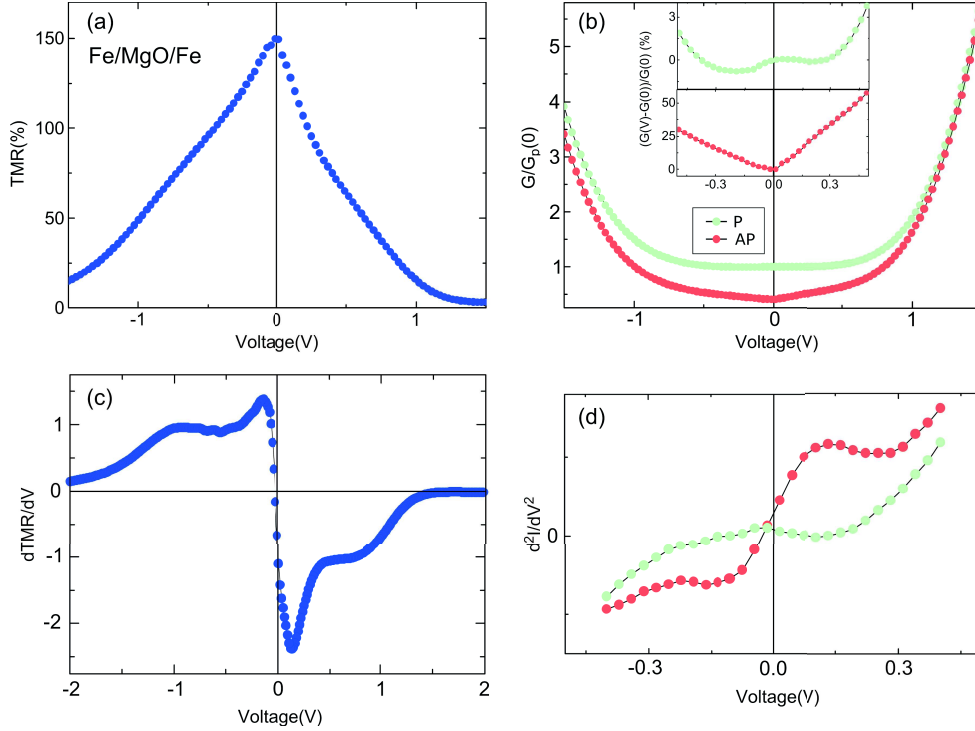 (a)
Fe/MgO/Fe
TMR(%)
150
100
50
0
-1
0
1
Voltage(V)
(b)
G/Gp(0)
5
4
3
2
1
-1
0
1
Voltage(V)
(G(V)-G(0))/G(0) (%)
3
0
50
25
0
-0.3
0.0
0.3
P
AP
(c)
dTMR/dV
1
0
-1
-2
-2
-1
0
1
2
Voltage(V)
(d)
d²I/dV²
0
-0.3
0.0
0.3
Voltage(V)